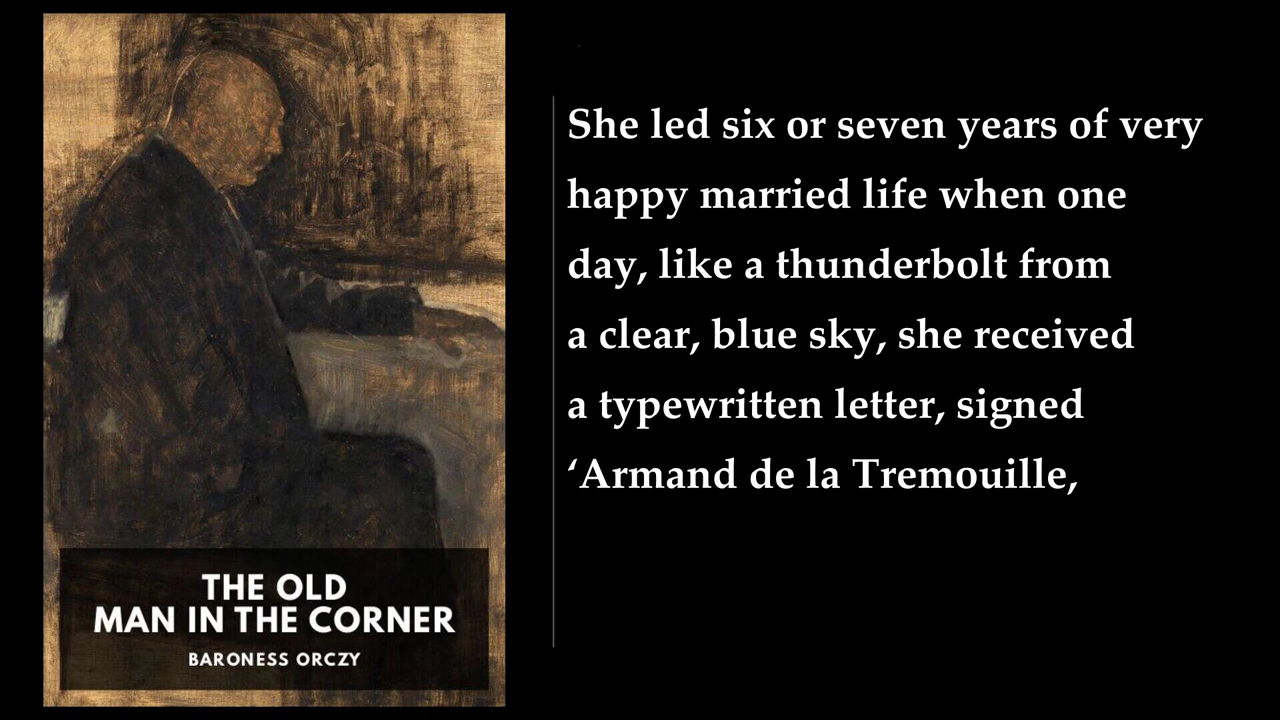 She led six or seven years of very
happy married life when one
day, like a thunderbolt from
a clear, blue sky, she received
a typewritten letter, signed
‘Armand de la Tremouille,
THE OLD
MAN IN THE CORNER
BARONESS ORCZY